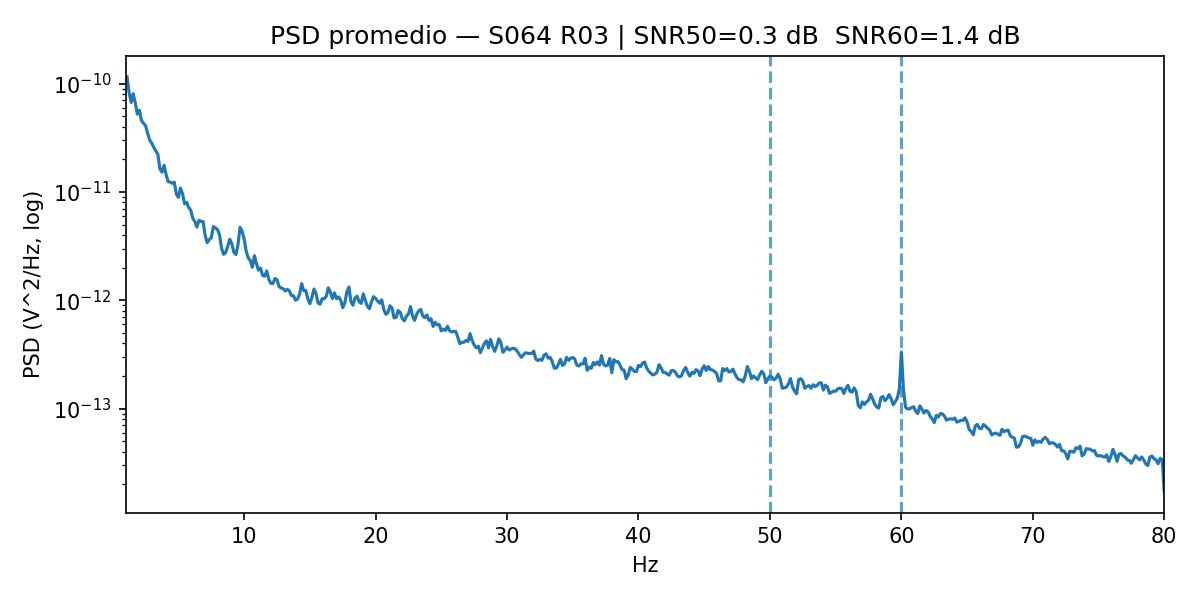 PSD promedio — S064 R03 | SNR50=0.3 dB  SNR60=1.4 dB
PSD (V^2/Hz, log)
10⁻¹⁰
10⁻¹¹
10⁻¹²
10⁻¹³
10 20 30 40 50 60 70 80
Hz